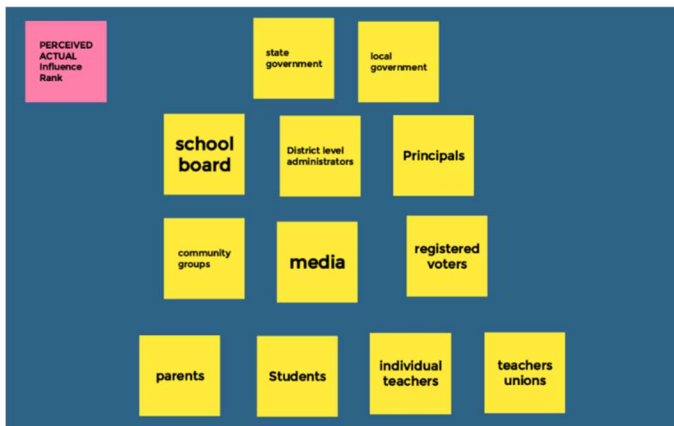 PERCEIVED
ACTUAL
Influence
Rank
state
government
local
government
school
board
District level
administrators
Principals
community
groups
media
registered
voters
parents
Students
individual
teachers
teachers
unions